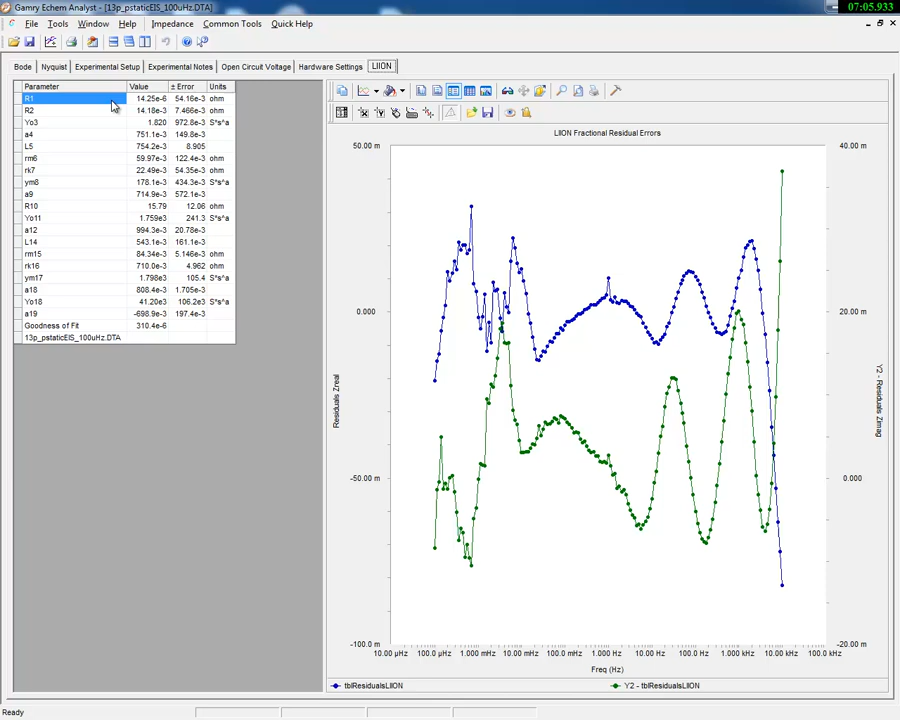 Gamry Echem Analyst - [13p_pstaticEIS_100uHz.DTA]
07:05.933
File Tools Window Help Impedance Common Tools Quick Help
Bode Nyquist Experimental Setup Experimental Notes Open Circuit Voltage Hardware Settings LIION
Parameter Value ± Error Units
R1 14.25e-6 54.16e-3 ohm
R2 14.18e-3 7.466e-3 ohm
Yo3 1.820 972.8e-3 S*s^a
a4 751.1e-3 149.8e-3
L5 754.2e-3 8.905
rm6 59.97e-3 122.4e-3 ohm
rk7 22.49e-3 54.35e-3 ohm
ym8 178.1e-3 434.3e-3 S*s^a
a9 714.9e-3 572.1e-3
R10 15.79 12.06 ohm
Yo11 1.759e3 241.3 S*s^a
a12 994.3e-3 20.78e-3
L14 543.1e-3 161.1e-3
rm15 84.34e-3 5.146e-3 ohm
rk16 710.0e-3 4.962 ohm
ym17 1.798e3 105.4 S*s^a
a18 808.4e-3 1.705e-3
Yo18 41.20e3 106.2e3 S*s^a
a19 -698.9e-3 197.4e-3
Goodness of Fit 310.4e-6
13p_pstaticEIS_100uHz.DTA
LIION Fractional Residual Errors
50.00 m
0.000
-50.00 m
-100.0 m
Residuals Zreal
40.00 m
20.00 m
0.000
-20.00 m
Y2 - Residuals Zimag
10.00 µHz 100.0 µHz 1.000 mHz 10.00 mHz 100.0 mHz 1.000 Hz 10.00 Hz 100.0 Hz 1.000 kHz 10.00 kHz 100.0 kHz
Freq (Hz)
tblResidualsLIION Y2 - tblResidualsLIION
Ready